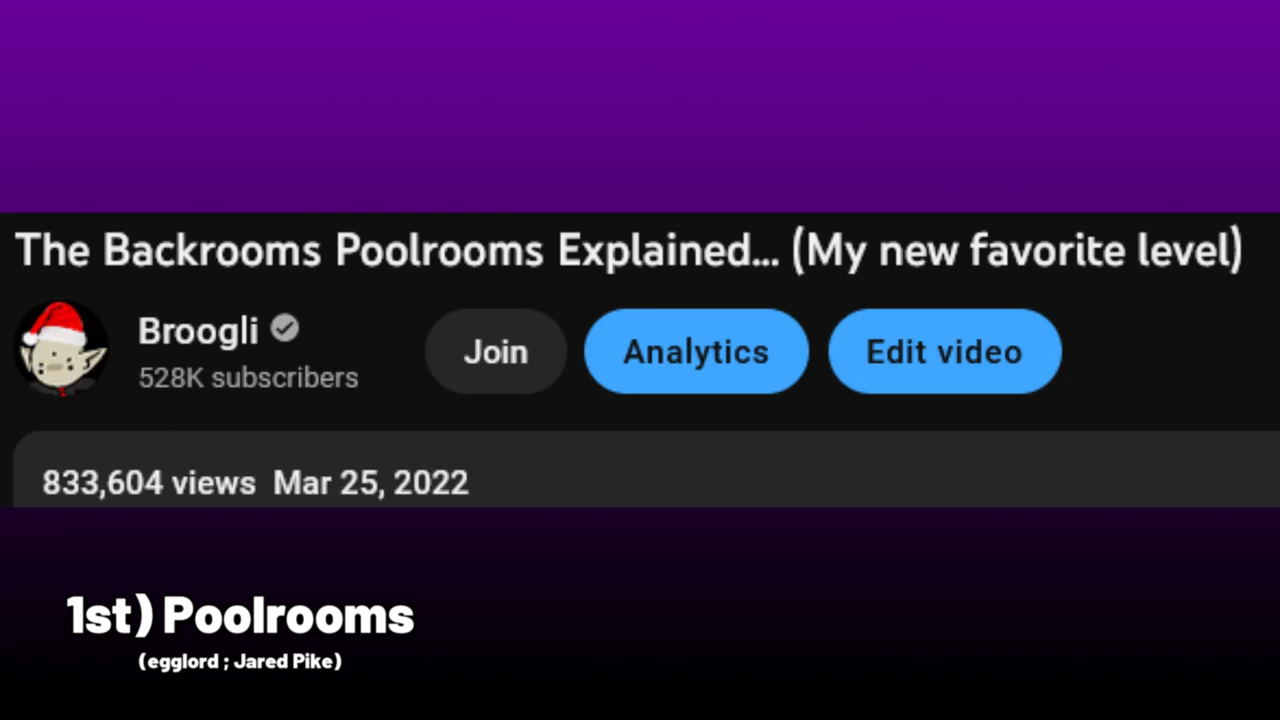 The Backrooms Poolrooms Explained... (My new favorite level)
Broogli
528K subscribers
Join
Analytics
Edit video
833,604 views Mar 25, 2022
1st) Poolrooms
(egglord ; Jared Pike)